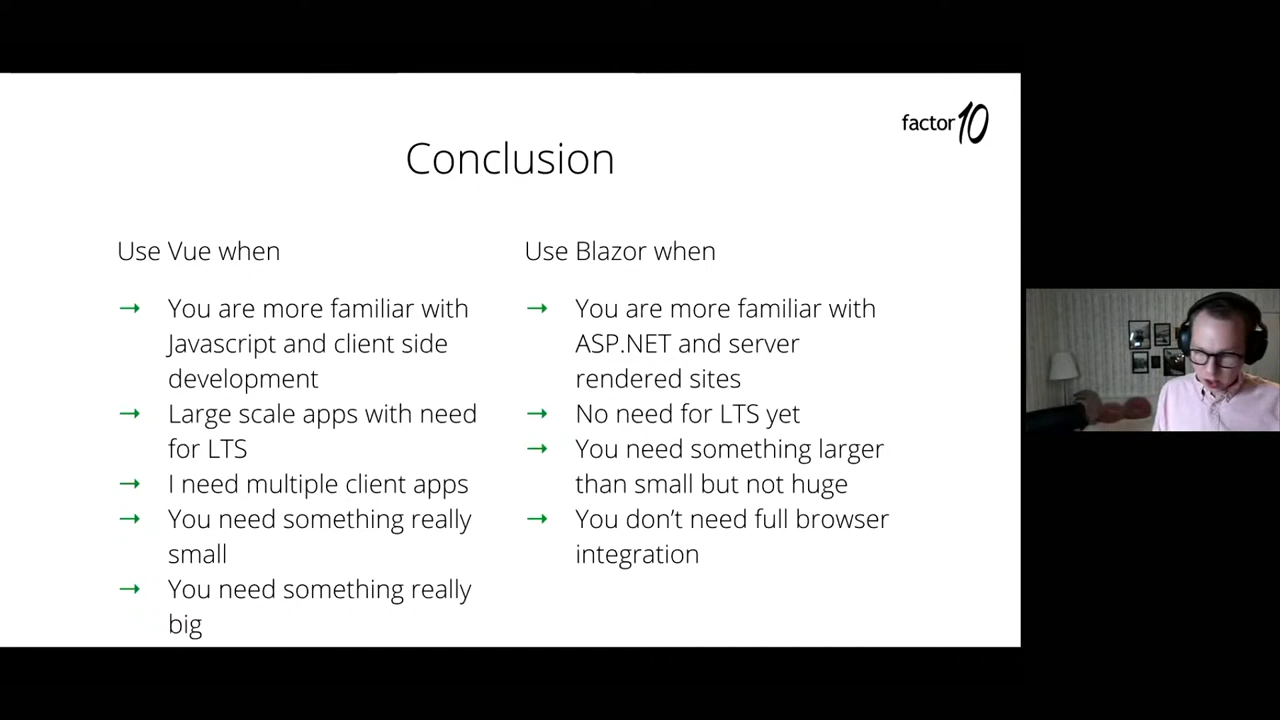 factor10
Conclusion
Use Vue when
→ You are more familiar with
Javascript and client side
development
→ Large scale apps with need
for LTS
→ I need multiple client apps
→ You need something really
small
→ You need something really
big
Use Blazor when
→ You are more familiar with
ASP.NET and server
rendered sites
→ No need for LTS yet
→ You need something larger
than small but not huge
→ You don’t need full browser
integration